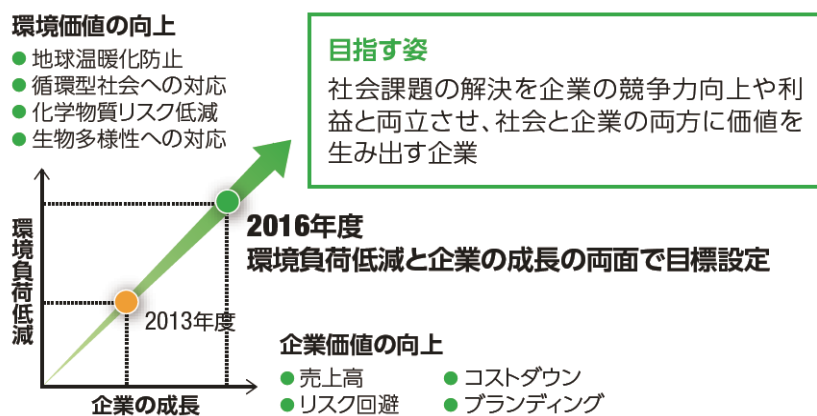 環境価値の向上
● 地球温暖化防止
● 循環型社会への対応
● 化学物質リスク低減
● 生物多様性への対応
目指す姿
社会課題の解決を企業の競争力向上や利
益と両立させ、社会と企業の両方に価値を
生み出す企業
環境負荷低減
2016年度
環境負荷低減と企業の成長の両面で目標設定
2013年度
企業の成長
企業価値の向上
● 売上高
● コストダウン
● リスク回避
● ブランディング